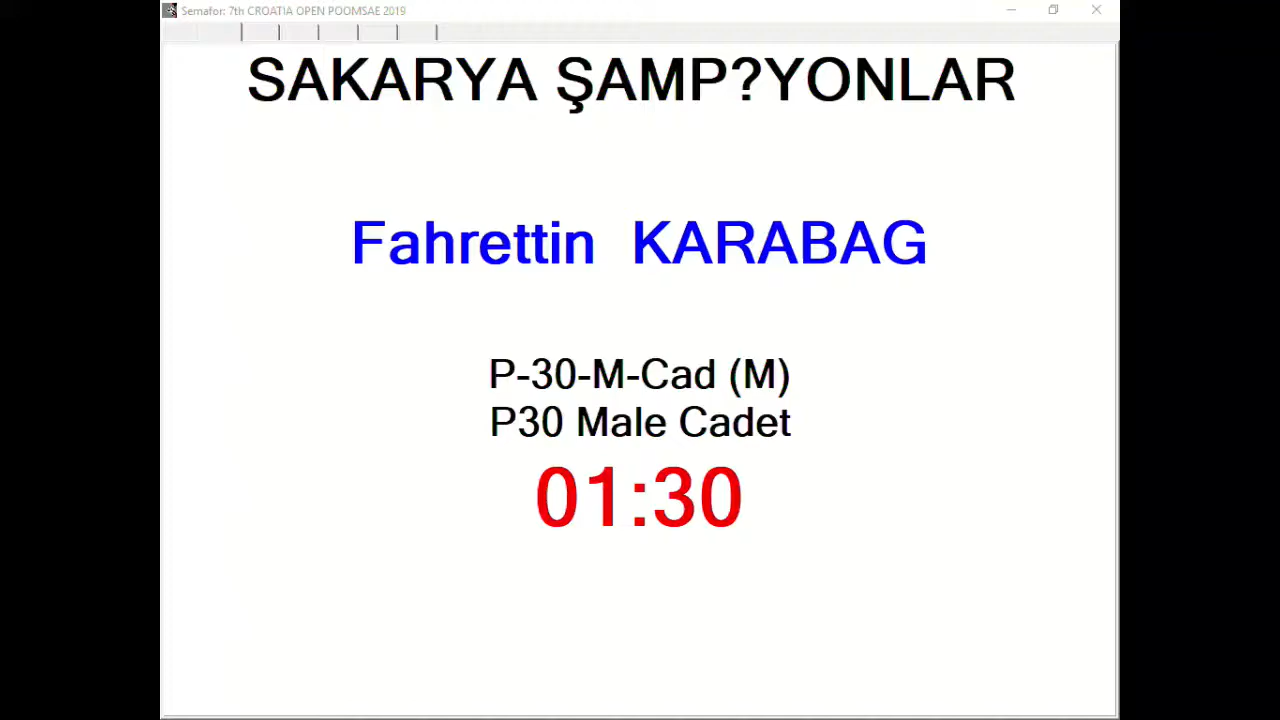 Semafor: 7th CROATIA OPEN POOMSAE 2019
SAKARYA ŞAMP?YONLAR
Fahrettin KARABAG
P-30-M-Cad (M)
P30 Male Cadet
01:30